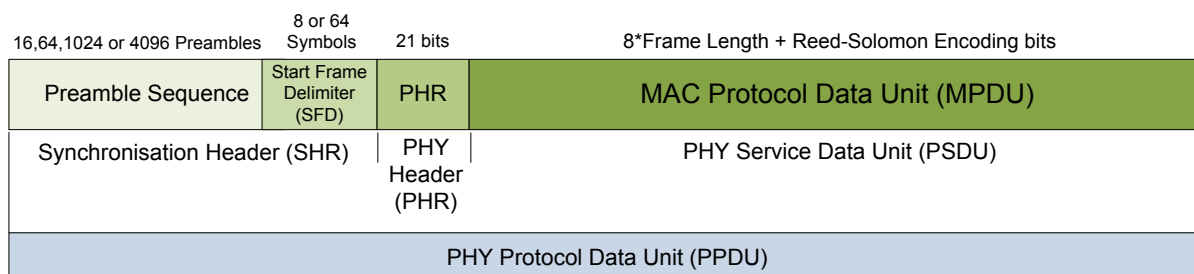 8 or 64
16,64,1024 or 4096 Preambles Symbols 21 bits 8*Frame Length + Reed-Solomon Encoding bits
Preamble Sequence
Start Frame
Delimiter
(SFD)
PHR
MAC Protocol Data Unit (MPDU)
Synchronisation Header (SHR)
PHY
Header
(PHR)
PHY Service Data Unit (PSDU)
PHY Protocol Data Unit (PPDU)